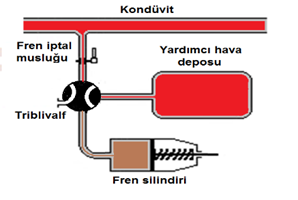 Kondüvit
Fren iptal
musluğu
Yardımcı hava
deposu
Triblivalf
Fren silindiri